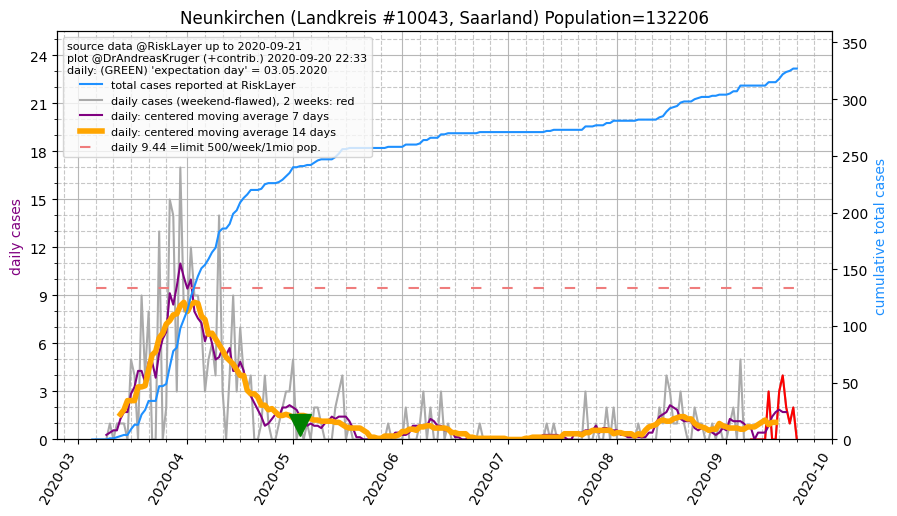 Neunkirchen (Landkreis #10043, Saarland) Population=132206
source data @RiskLayer up to 2020-09-21
plot @DrAndreasKruger (+contrib.) 2020-09-20 22:33
daily: (GREEN) 'expectation day' = 03.05.2020
total cases reported at RiskLayer
daily cases (weekend-flawed), 2 weeks: red
daily: centered moving average 7 days
daily: centered moving average 14 days
daily 9.44 =limit 500/week/1mio pop.
daily cases
24
21
18
15
12
9
6
3
0
350
300
250
200
150
100
50
0
cumulative total cases
2020-03
2020-04
2020-05
2020-06
2020-07
2020-08
2020-09
2020-10